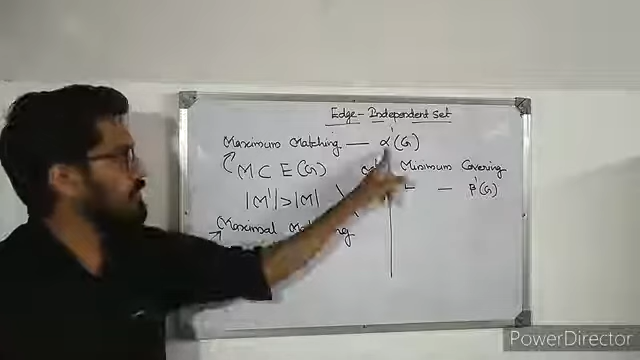 Edge - Independent Set
Maximum Matching — α'(G)
M ⊂ E(G)
Minimum Covering
|M'| > |M|
— β'(G)
Maximal
PowerDirector